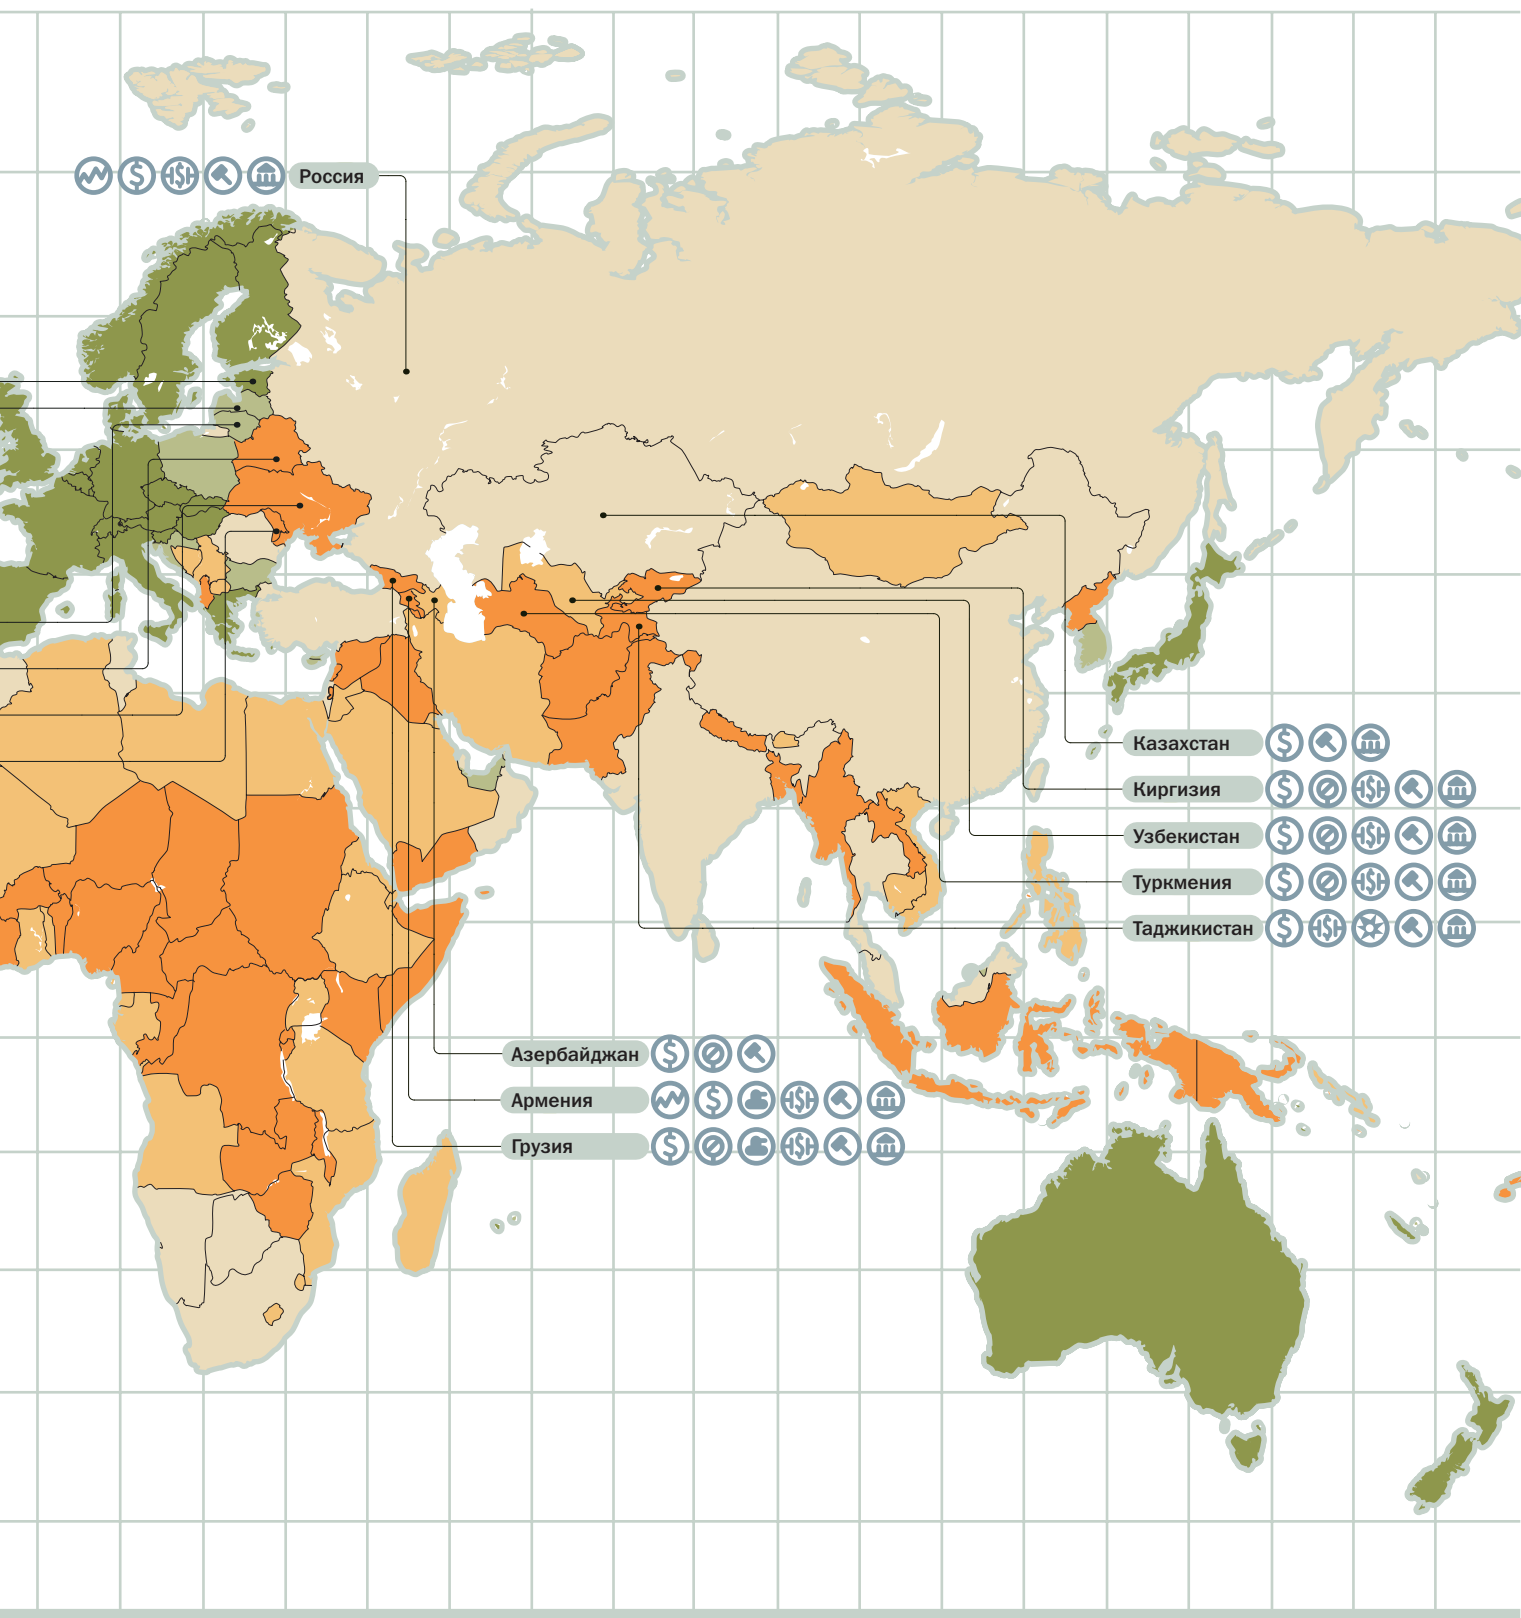 Россия
Казахстан
Киргизия
Узбекистан
Туркмения
Таджикистан
Азербайджан
Армения
Грузия